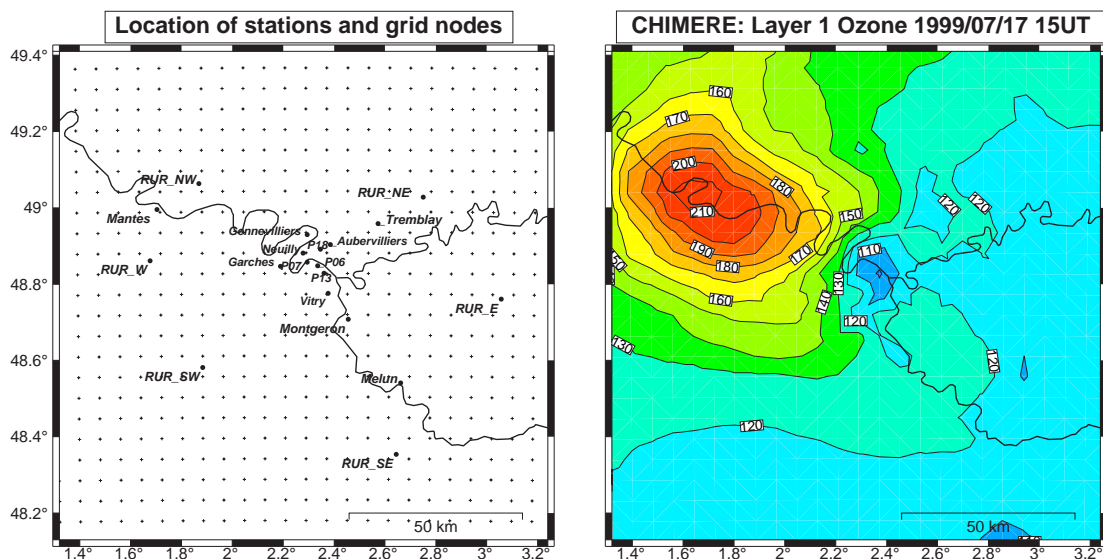 Location of stations and grid nodes
49.4°
49.2°
49°
48.8°
48.6°
48.4°
48.2°
RUR_NW
Mantes
RUR_NE
Tremblay
Gennevilliers
Aubervilliers
P18
Neuilly
Garches
P07
P06
P13
RUR_W
Vitry
RUR_E
Montgeron
RUR_SW
Melun
RUR_SE
50 km
1.4° 1.6° 1.8° 2° 2.2° 2.4° 2.6° 2.8° 3° 3.2°
CHIMERE: Layer 1 Ozone 1999/07/17 15UT
160
170
200
210
180
150
190
170
180
160
130
140
110
120
120
120
120
130
120
50 km
1.4° 1.6° 1.8° 2° 2.2° 2.4° 2.6° 2.8° 3° 3.2°